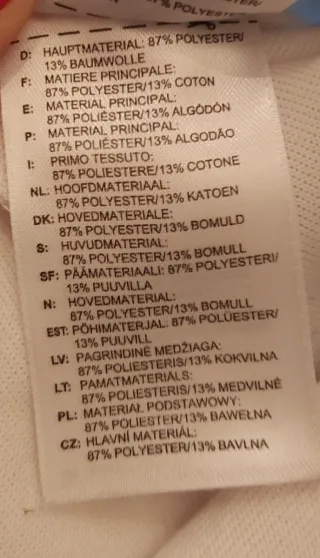 % POLYESTER
D: HAUPTMATERIAL: 87% POLYESTER/
13% BAUMWOLLE
F: MATIERE PRINCIPALE:
87% POLYESTER/13% COTON
E: MATERIAL PRINCIPAL:
87% POLIÉSTER/13% ALGÓDÓN
P: MATERIAL PRINCIPAL:
87% POLIÉSTER/13% ALGODÃO
I: PRIMO TESSUTO:
87% POLIESTERE/13% COTONE
NL: HOOFDMATERIAAL:
87% POLYESTER/13% KATOEN
DK: HOVEDMATERIALE:
87% POLYESTER/13% BOMULD
S: HUVUDMATERIAL:
87% POLYESTER/13% BOMULL
SF: PÄÄMATERIAALI: 87% POLYESTERI/
13% PUUVILLA
N: HOVEDMATERIAL:
87% POLYESTER/13% BOMULL
EST: PÕHIMATERJAL: 87% POLÜESTER/
13% PUUVILL
LV: PAGRINDINĖ MEDŽIAGA:
87% POLIESTERIS/13% KOKVILNA
LT: PAMATMATERIĀLS:
87% POLIESTERIS/13% MEDVILNĖ
PL: MATERIAŁ PODSTAWOWY:
87% POLIESTER/13% BAWEŁNA
CZ: HLAVNÍ MATERIÁL:
87% POLYESTER/13% BAVLNA